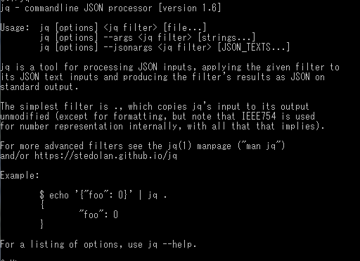 jq - commandline JSON processor [version 1.6]
Usage: jq [options] <jq filter> [file...]
jq [options] --args <jq filter> [strings...]
jq [options] --jsonargs <jq filter> [JSON_TEXTS...]
jq is a tool for processing JSON inputs, applying the given filter to
its JSON text inputs and producing the filter's results as JSON on
standard output.
The simplest filter is ., which copies jq's input to its output
unmodified (except for formatting, but note that IEEE754 is used
for number representation internally, with all that that implies).
For more advanced filters see the jq(1) manpage ("man jq")
and/or https://stedolan.github.io/jq
Example:
$ echo '{"foo": 0}' | jq .
{
"foo": 0
}
For a listing of options, use jq --help.